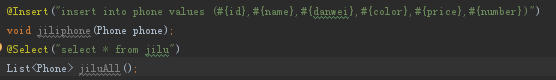 @Insert("insert into phone values (#{id},#{name},#{danwei},#{color},#{price},#{number})")
void jiliphone(Phone phone);
@Select("select * from jilu")
List<Phone> jiluAll();